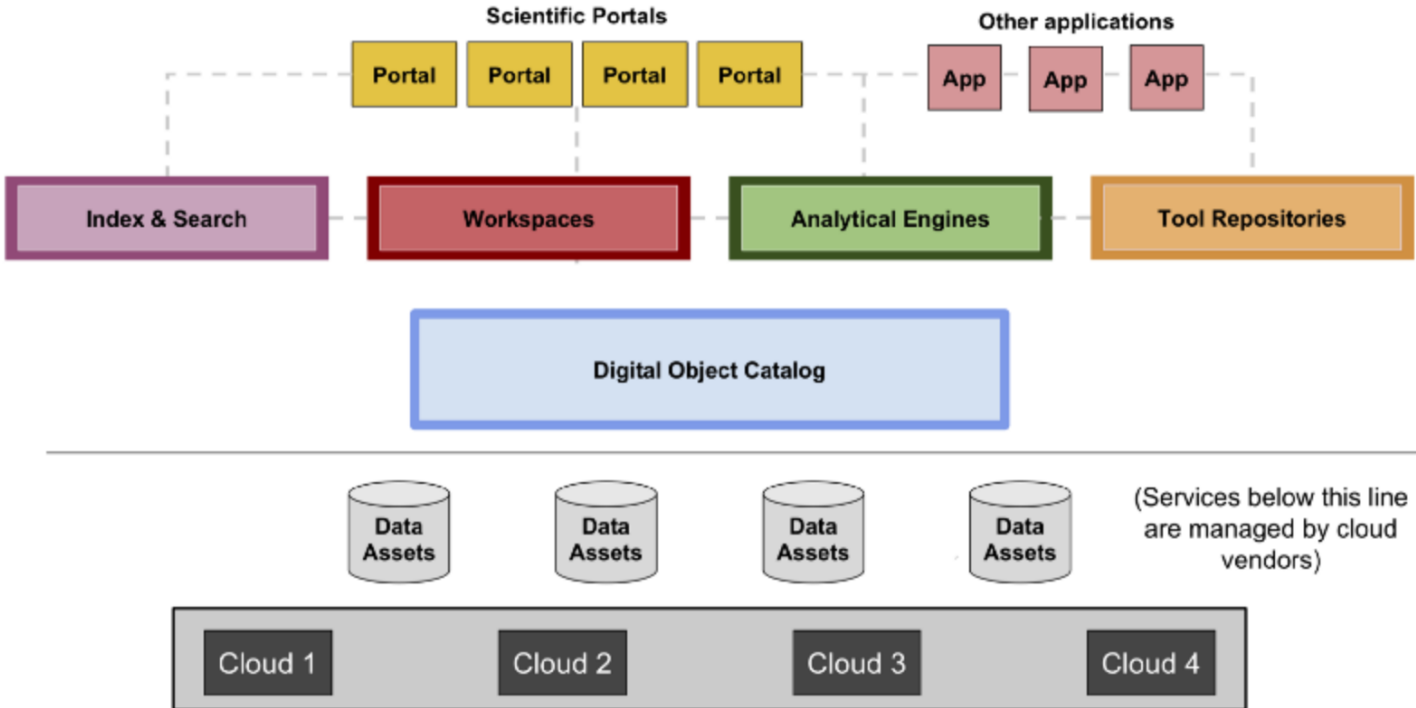 Scientific Portals
Other applications
Portal
Portal
Portal
Portal
App
App
App
Index & Search
Workspaces
Analytical Engines
Tool Repositories
Digital Object Catalog
Data
Assets
Data
Assets
Data
Assets
Data
Assets
(Services below this line
are managed by cloud
vendors)
Cloud 1
Cloud 2
Cloud 3
Cloud 4